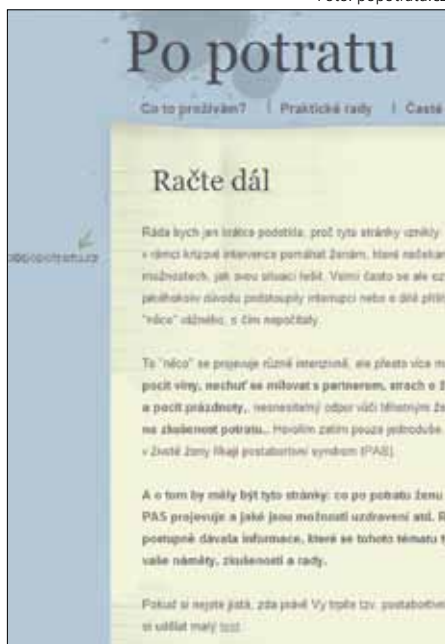 Po potratu
Co to prožívám? | Praktické rady | Časté
Račte dál
Ráda bych jen krátce podotkla, proč tyto stránky vznikly
v rámci krizové intervence pomáhat ženám, které
možnostech, jak svou situaci řešit. Velmi často se ale
důvodu podstoupily interrupci nebo o dítě
"něco" vážného, s čím nepočítaly.
To "něco" se projevuje různě intenzivně, ale přesto více
pocit viny, nechuť se milovat s partnerem, strach o
a pocit prázdnoty, nesnesitelný odpor vůči těhotným
na zkušenost potratu.. Hovořím zatím pouze jednoduše.
v životě ženy říkají postabortivní syndrom (PAS).
A o tom by měly být tyto stránky: co po potratu ženu
PAS projevuje a jaké jsou možnosti uzdravení atd.
postupně dávala informace, které se tohoto tématu
vaše náměty, zkušenosti a rady.
Pokud si nejste jistá, zda právě Vy trpíte tzv.
si udělat malý test.